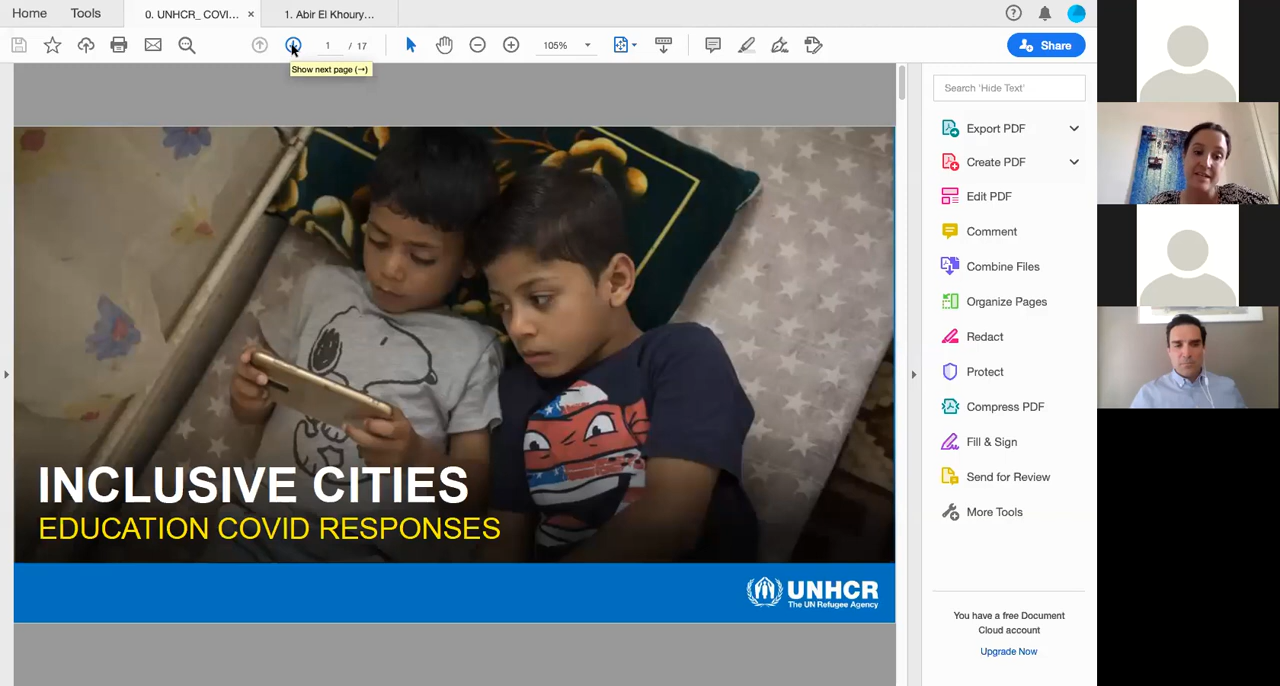 Home
Tools
0. UNHCR_ COVI...
×
1. Abir El Khoury...
1 / 17
105%
Share
Show next page (→)
Search 'Hide Text'
Export PDF
Create PDF
Edit PDF
Comment
Combine Files
Organize Pages
Redact
Protect
Compress PDF
Fill & Sign
Send for Review
More Tools
INCLUSIVE CITIES
EDUCATION COVID RESPONSES
UNHCR
The UN Refugee Agency
You have a free Document
Cloud account
Upgrade Now